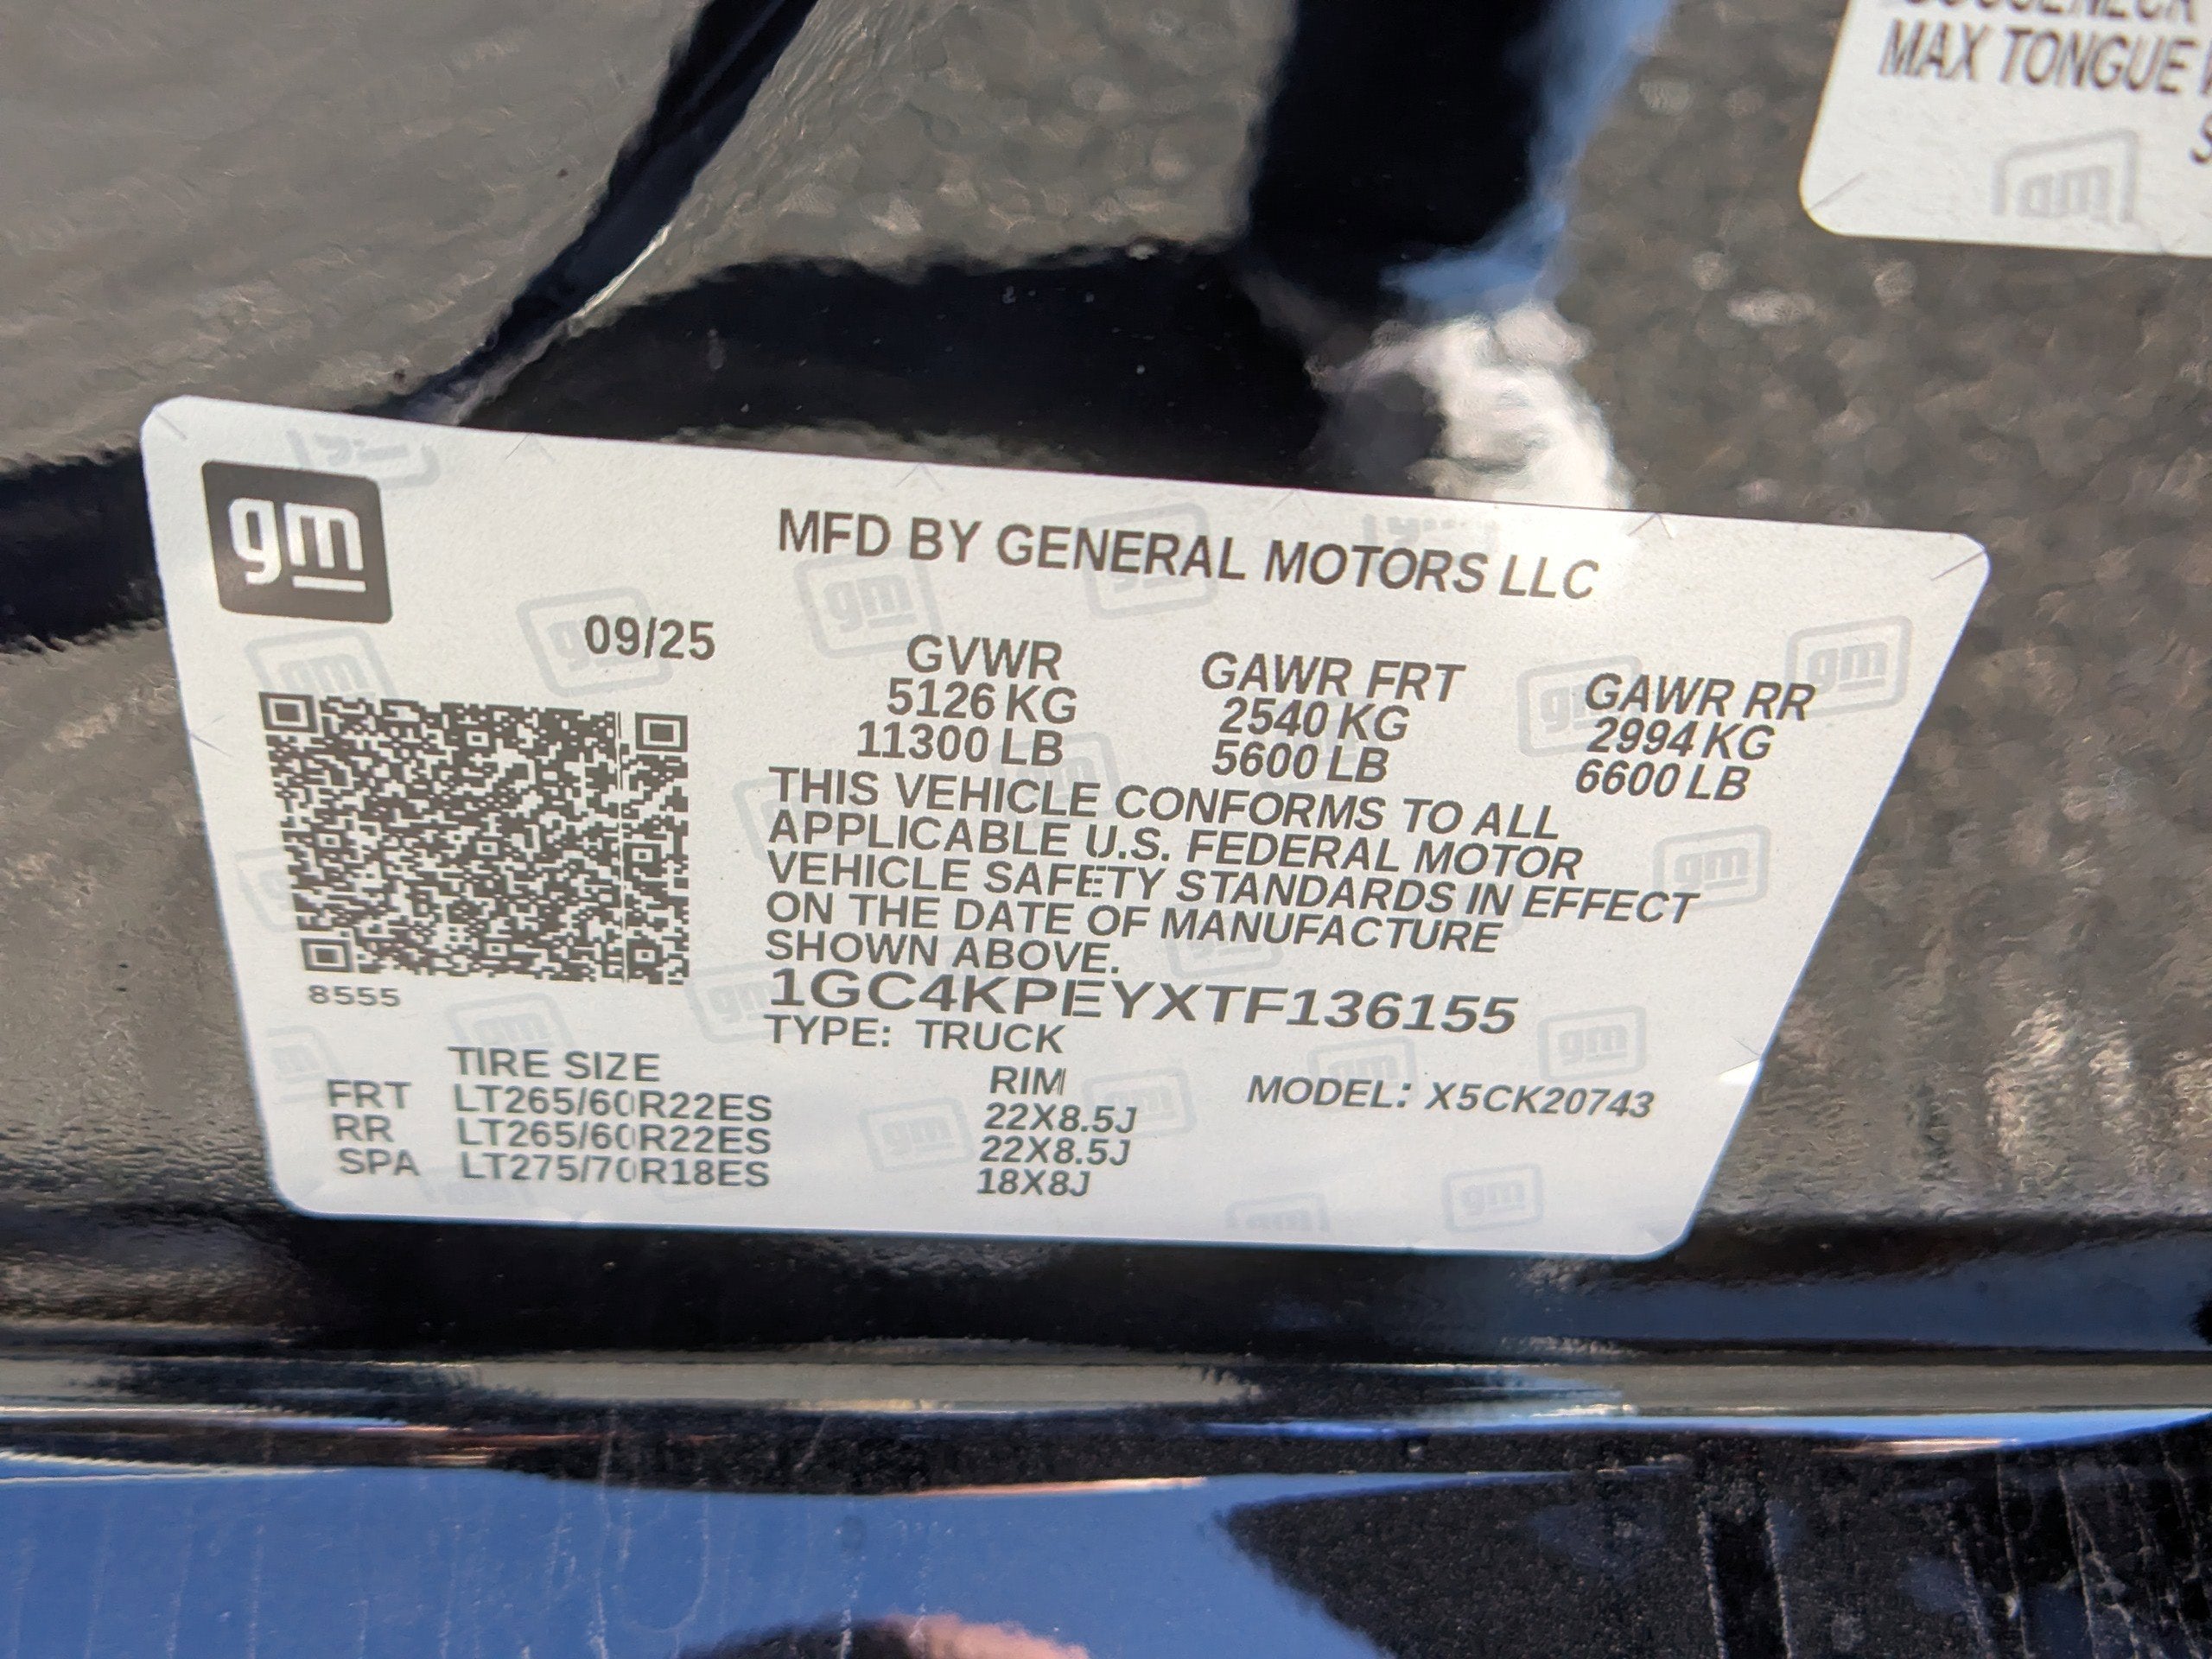 MAX TONGUE
gm
gm
MFD BY GENERAL MOTORS LLC
09/25
GVWR GAWR FRT GAWR RR
5126 KG 2540 KG 2994 KG
11300 LB 5600 LB 6600 LB
THIS VEHICLE CONFORMS TO ALL
APPLICABLE U.S. FEDERAL MOTOR
VEHICLE SAFETY STANDARDS IN EFFECT
ON THE DATE OF MANUFACTURE
SHOWN ABOVE.
8555
1GC4KPEYXTF136155
TYPE: TRUCK
TIRE SIZE RIM MODEL: X5CK20743
FRT LT265/60R22ES 22X8.5J
RR LT265/60R22ES 22X8.5J
SPA LT275/70R18ES 18X8J